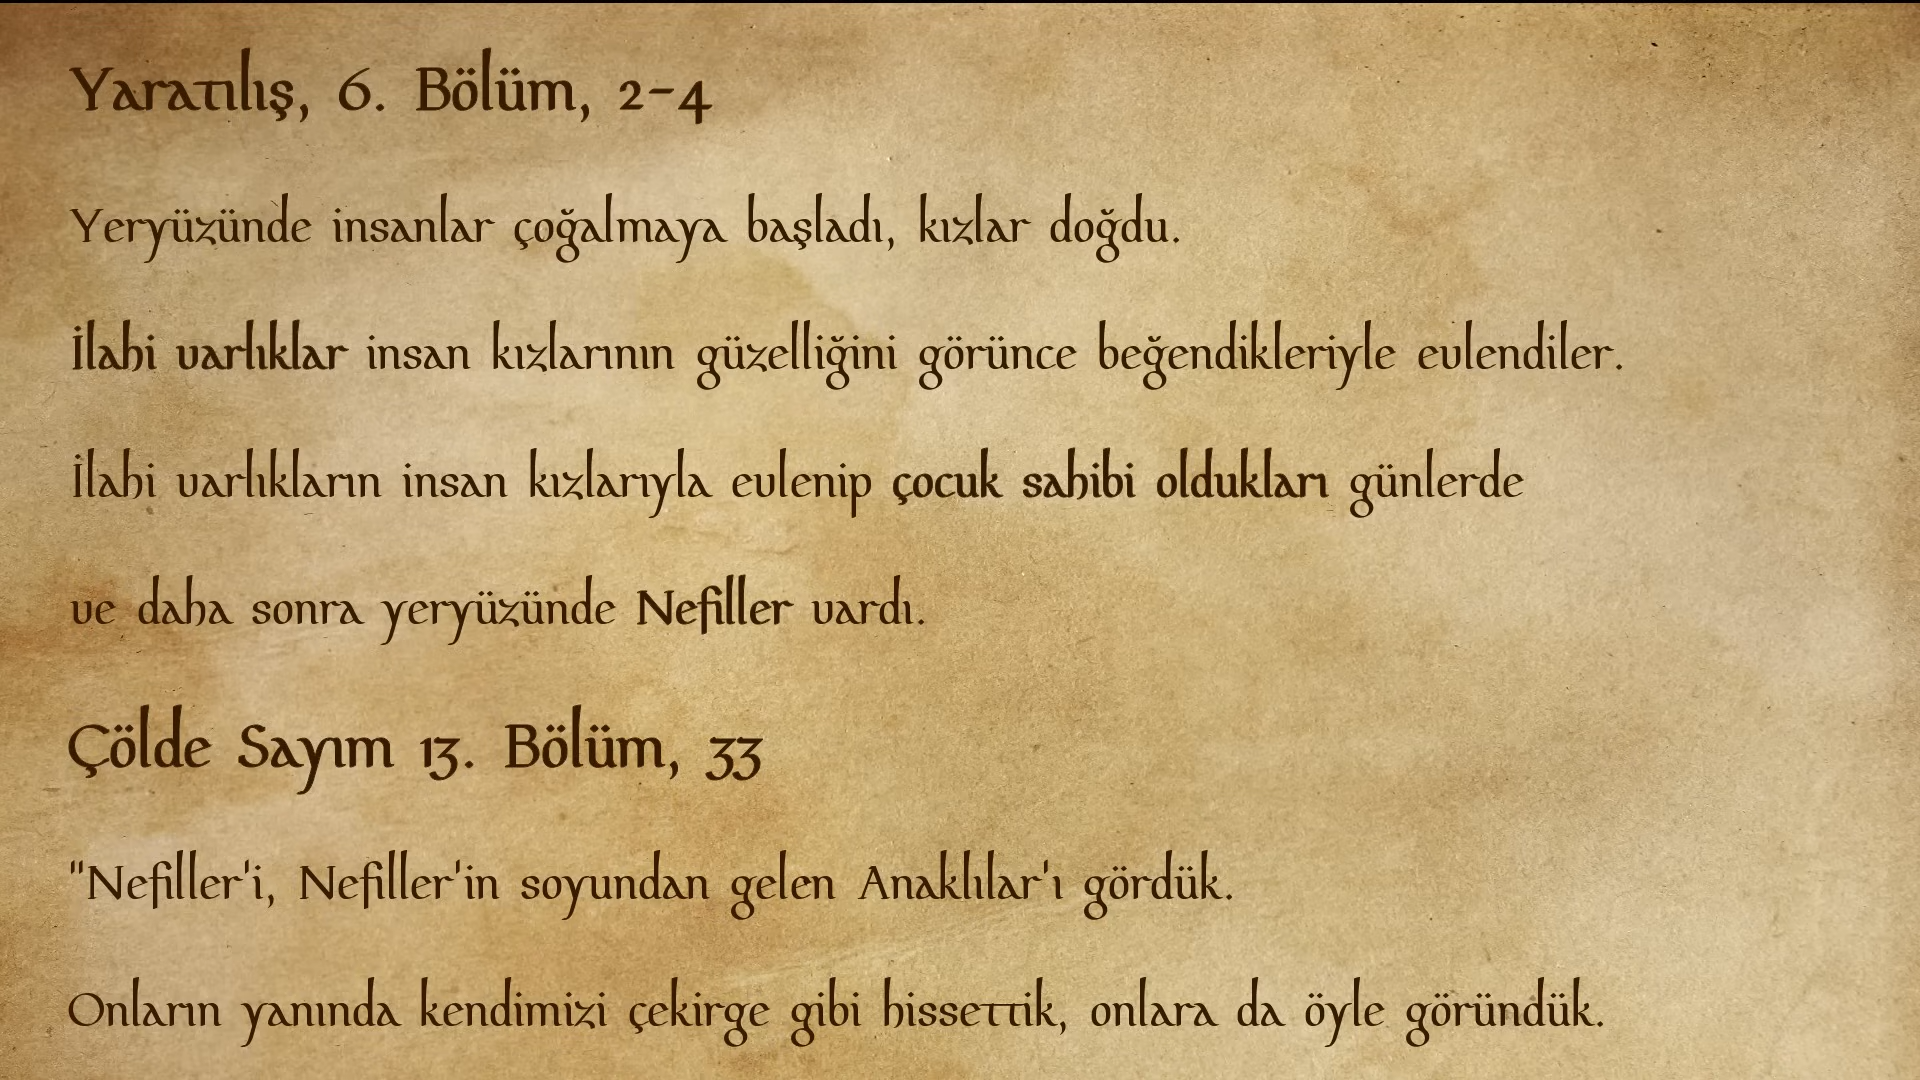 Yaratılış, 6. Bölüm, 2-4
Yeryüzünde insanlar çoğalmaya başladı, kızlar doğdu.
İlahi varlıklar insan kızlarının güzelliğini görünce beğendikleriyle evlendiler.
İlahi varlıkların insan kızlarıyla evlenip çocuk sahibi oldukları günlerde
ve daha sonra yeryüzünde Nefiller vardı.
Çölde Sayım 13. Bölüm, 33
"Nefiller'i, Nefiller'in soyundan gelen Anaklılar'ı gördük.
Onların yanında kendimizi çekirge gibi hissettik, onlara da öyle göründük.